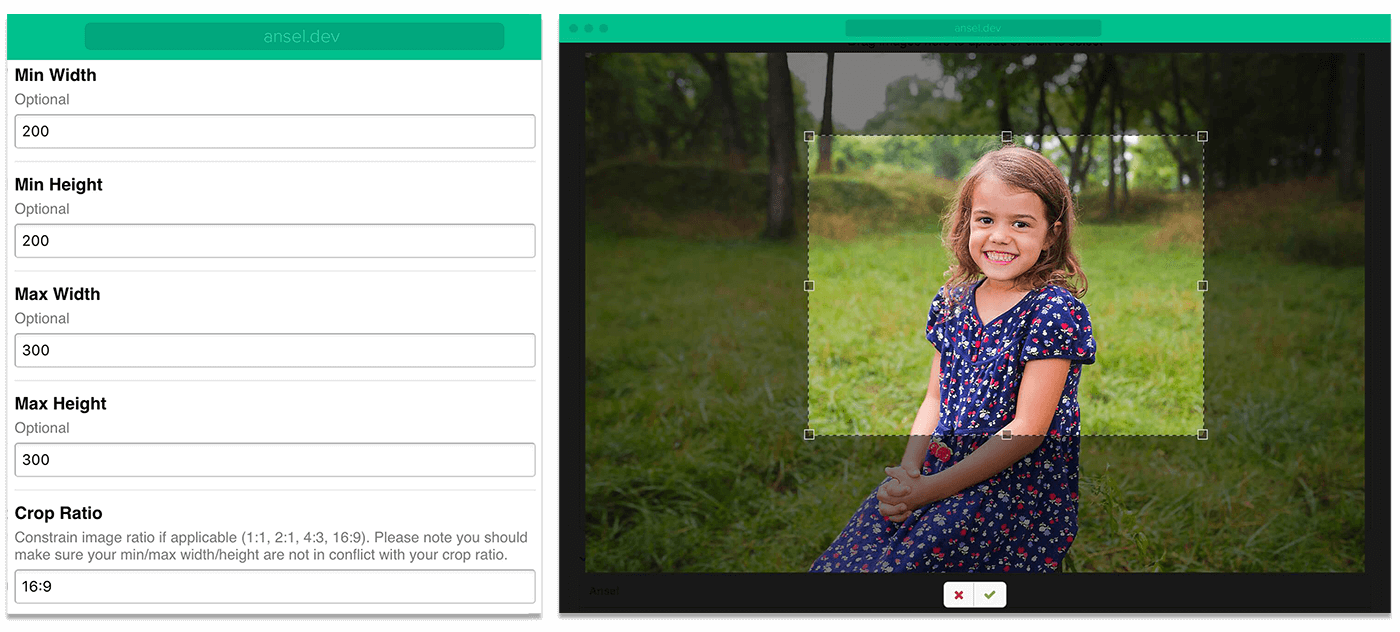 ansel.dev
Min Width
Optional
200
Min Height
Optional
200
Max Width
Optional
300
Max Height
Optional
300
Crop Ratio
Constrain image ratio if applicable (1:1, 2:1, 4:3, 16:9). Please note you should
make sure your min/max width/height are not in conflict with your crop ratio.
16:9
ansel.dev
Ansel